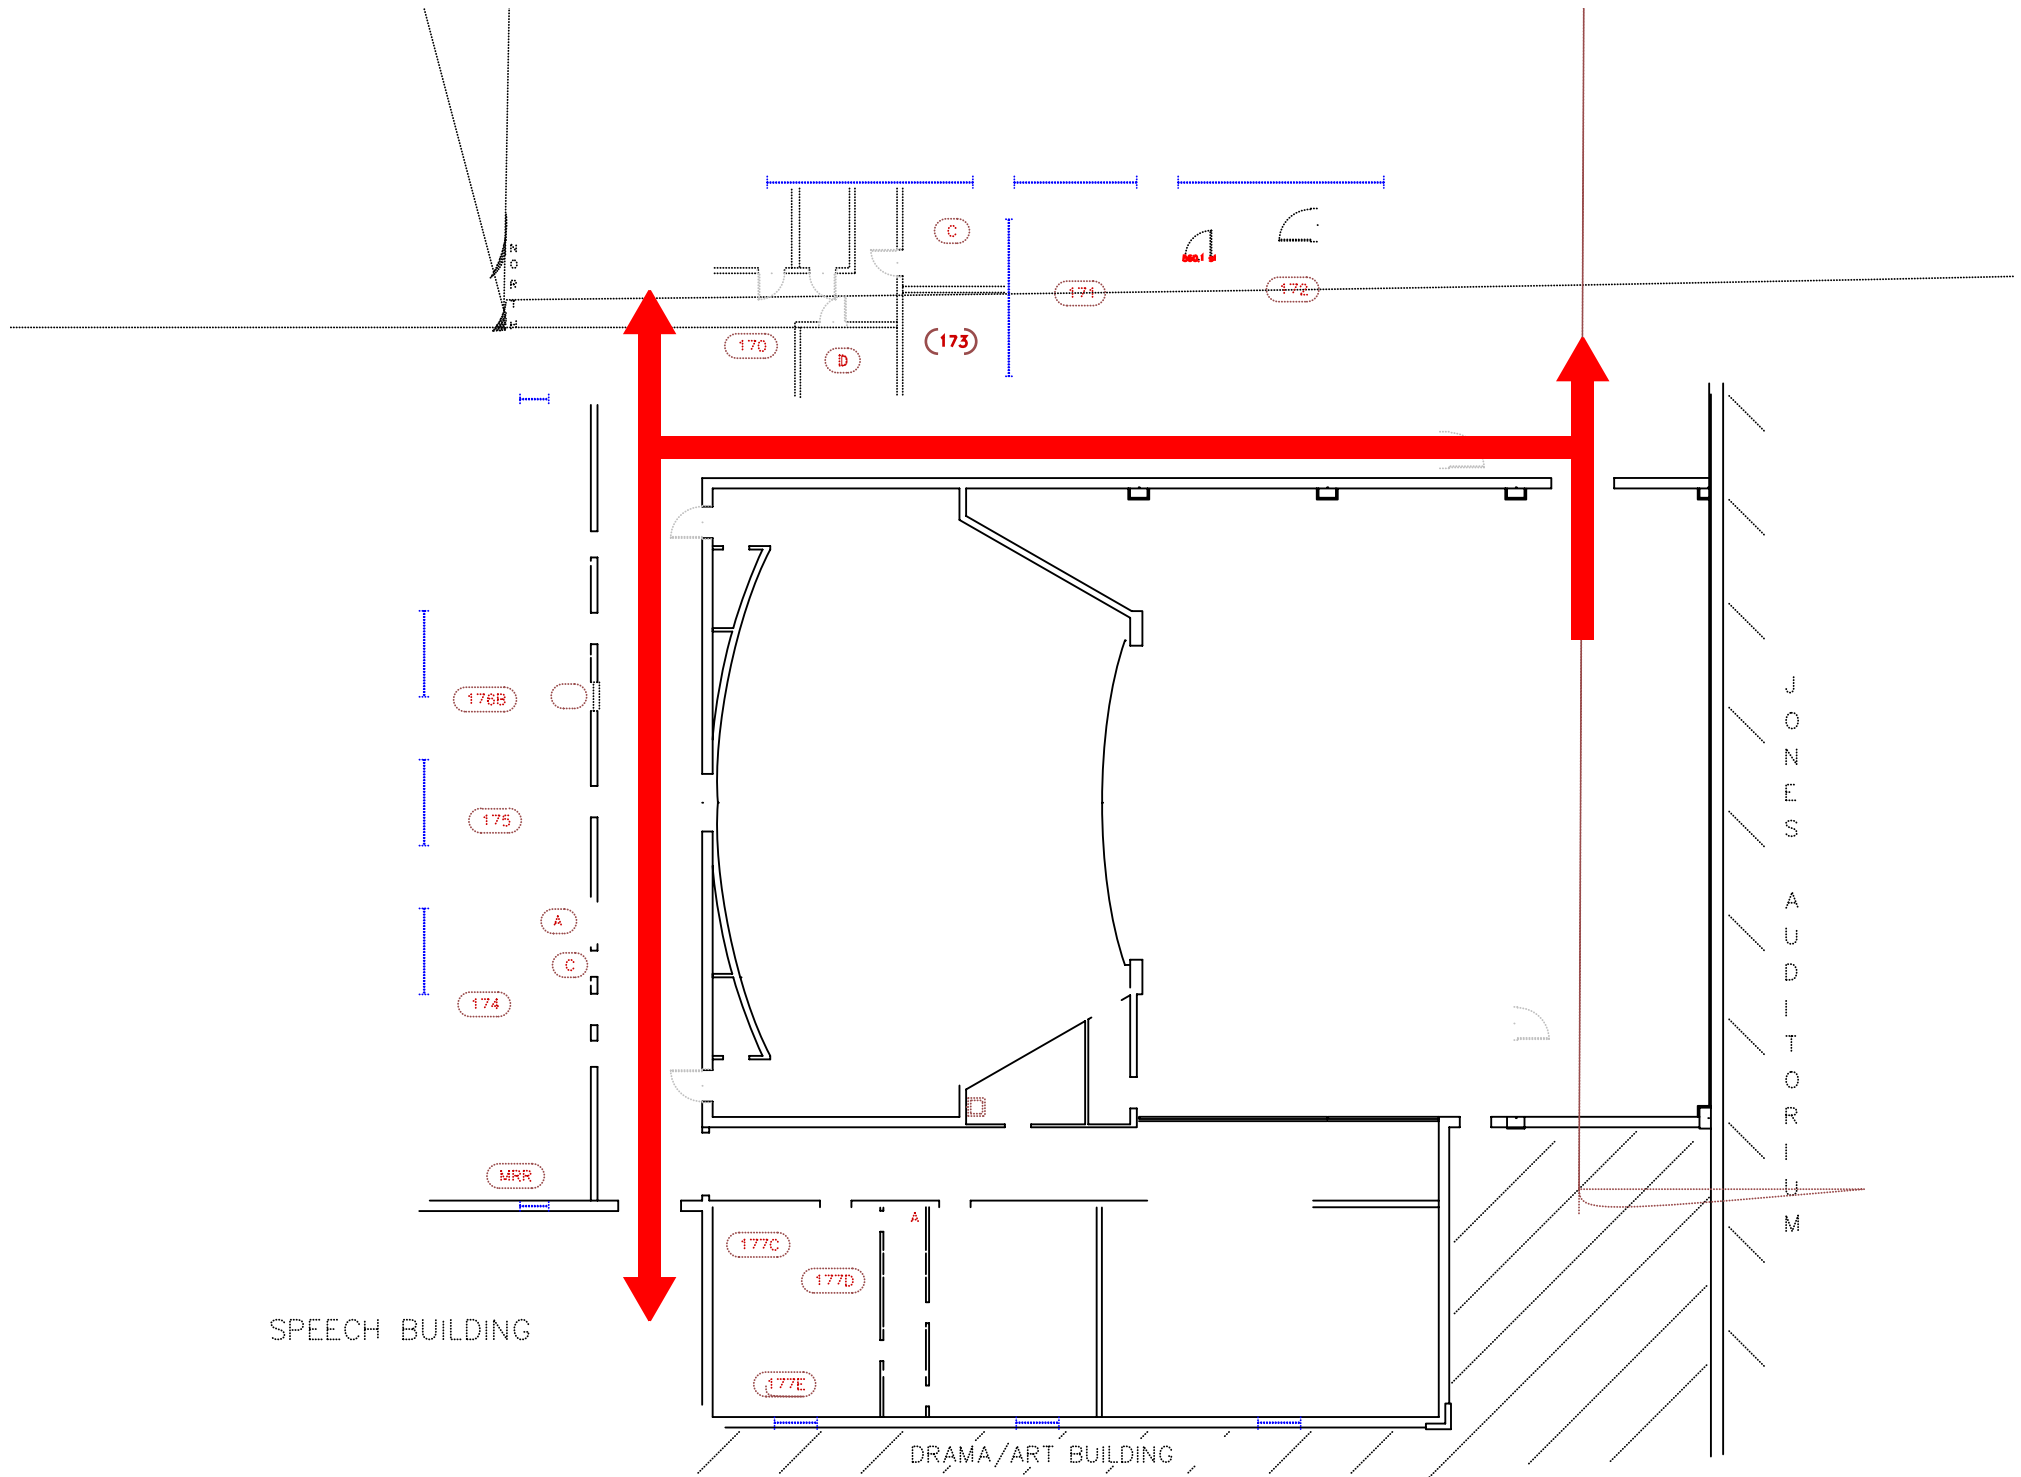 NORTH
C
171
172
170
D
(173)
176B
175
A
C
174
MRR
A
177C
177D
177E
JONES AUDITORIUM
SPEECH BUILDING
DRAMA/ART BUILDING